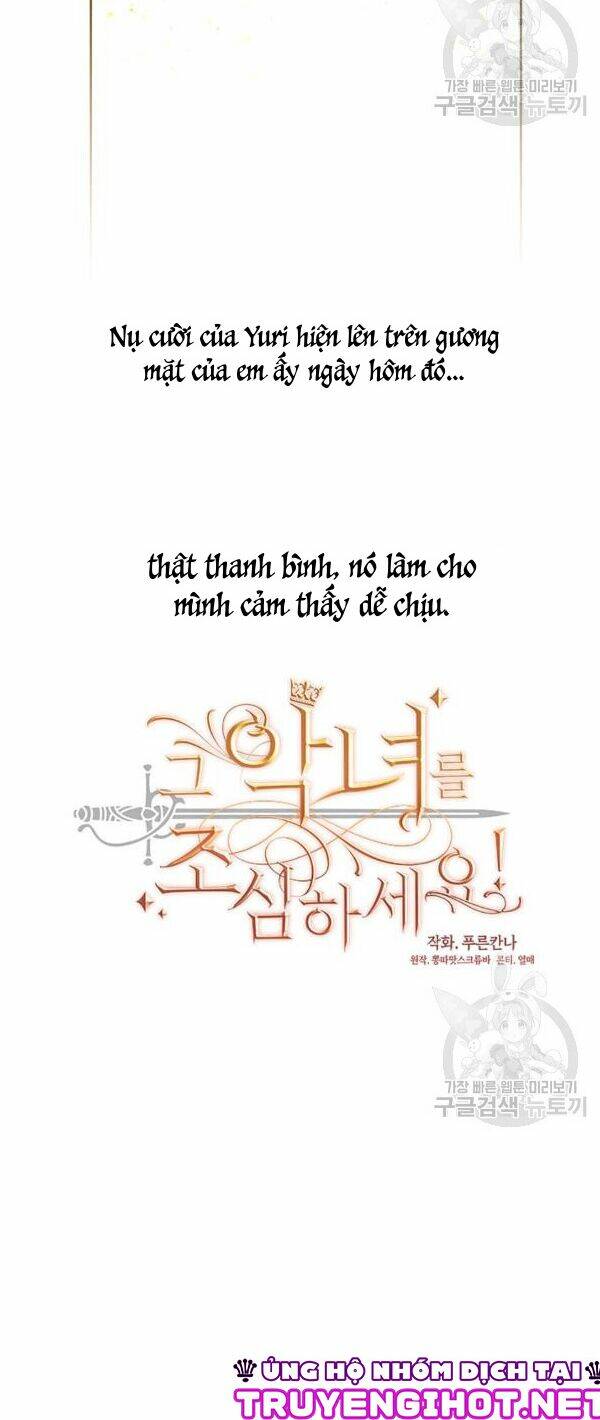 가장 빠른 웹툰 미리보기
구글검색 뉴토끼
Nụ cười của Yuri hiện lên trên gương
mặt của em ấy ngày hôm đó...
thật thanh bình, nó làm cho
mình cảm thấy dễ chịu.
그 악녀를
조심하세요!
작화. 푸른칸나
원작. 뽕따맛스크류바 콘티. 열매
가장 빠른 웹툰 미리보기
구글검색 뉴토끼
ỦNG HỘ NHÓM DỊCH TẠI
TRUYENGIHOT.NET